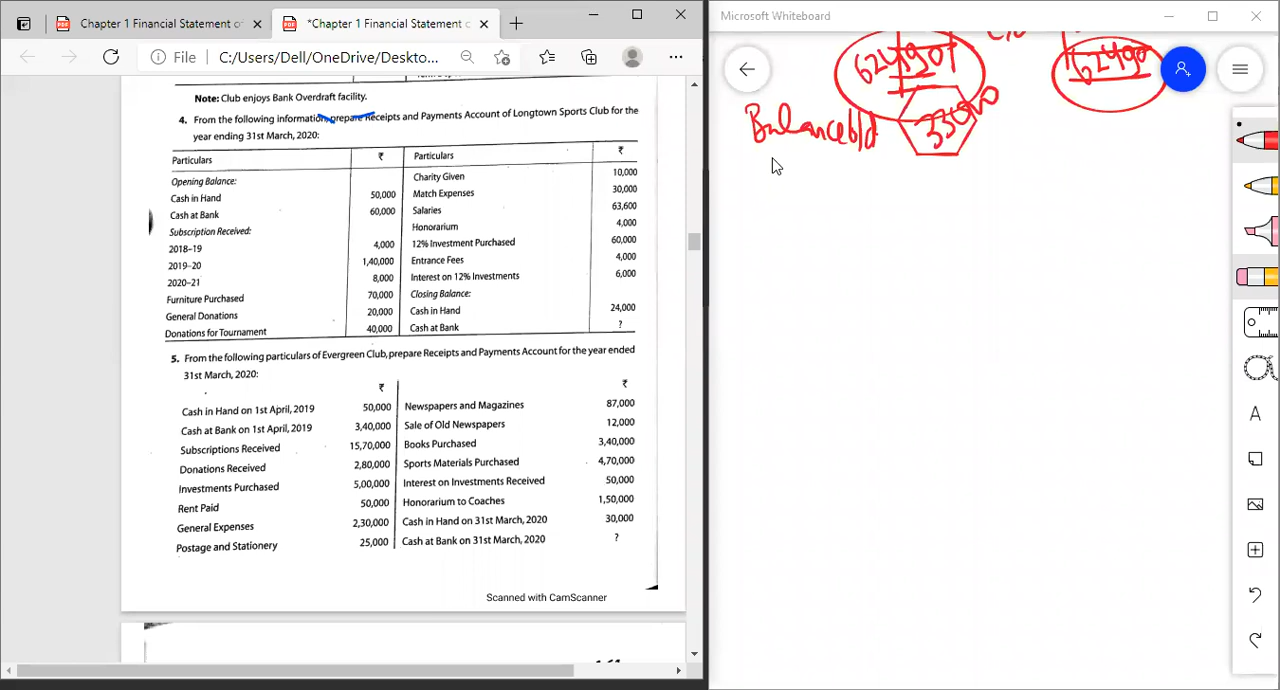 Chapter 1 Financial Statement o
*Chapter 1 Financial Statement c
File
C:/Users/Dell/OneDrive/neskto...
Microsoft Whiteboard
Note: Club enjoys Bank Overdraft facility.
4. From the following information, prepare Receipts and Payments Account of Longtown Sports Club for the
year ending 31st March, 2020:
Particulars ₹ Particulars ₹
Opening Balance: Charity Given 10,000
Cash in Hand 50,000 Match Expenses 30,000
Cash at Bank 60,000 Salaries 63,600
Subscription Received: Honorarium 4,000
2018-19 4,000 12% Investment Purchased 60,000
2019-20 1,40,000 Entrance Fees 4,000
2020-21 8,000 Interest on 12% Investments 6,000
Furniture Purchased 70,000 Closing Balance:
General Donations 20,000 Cash in Hand 24,000
Donations for Tournament 40,000 Cash at Bank ?
5. From the following particulars of Evergreen Club, prepare Receipts and Payments Account for the year ended
31st March, 2020:
₹ ₹
Cash in Hand on 1st April, 2019 50,000 Newspapers and Magazines 87,000
Cash at Bank on 1st April, 2019 3,40,000 Sale of Old Newspapers 12,000
Subscriptions Received 15,70,000 Books Purchased 3,40,000
Donations Received 2,80,000 Sports Materials Purchased 4,70,000
Investments Purchased 5,00,000 Interest on Investments Received 50,000
Rent Paid 50,000 Honorarium to Coaches 1,50,000
General Expenses 2,30,000 Cash in Hand on 31st March, 2020 30,000
Postage and Stationery 25,000 Cash at Bank on 31st March, 2020 ?
Scanned with CamScanner
62490
Balance b/d
A